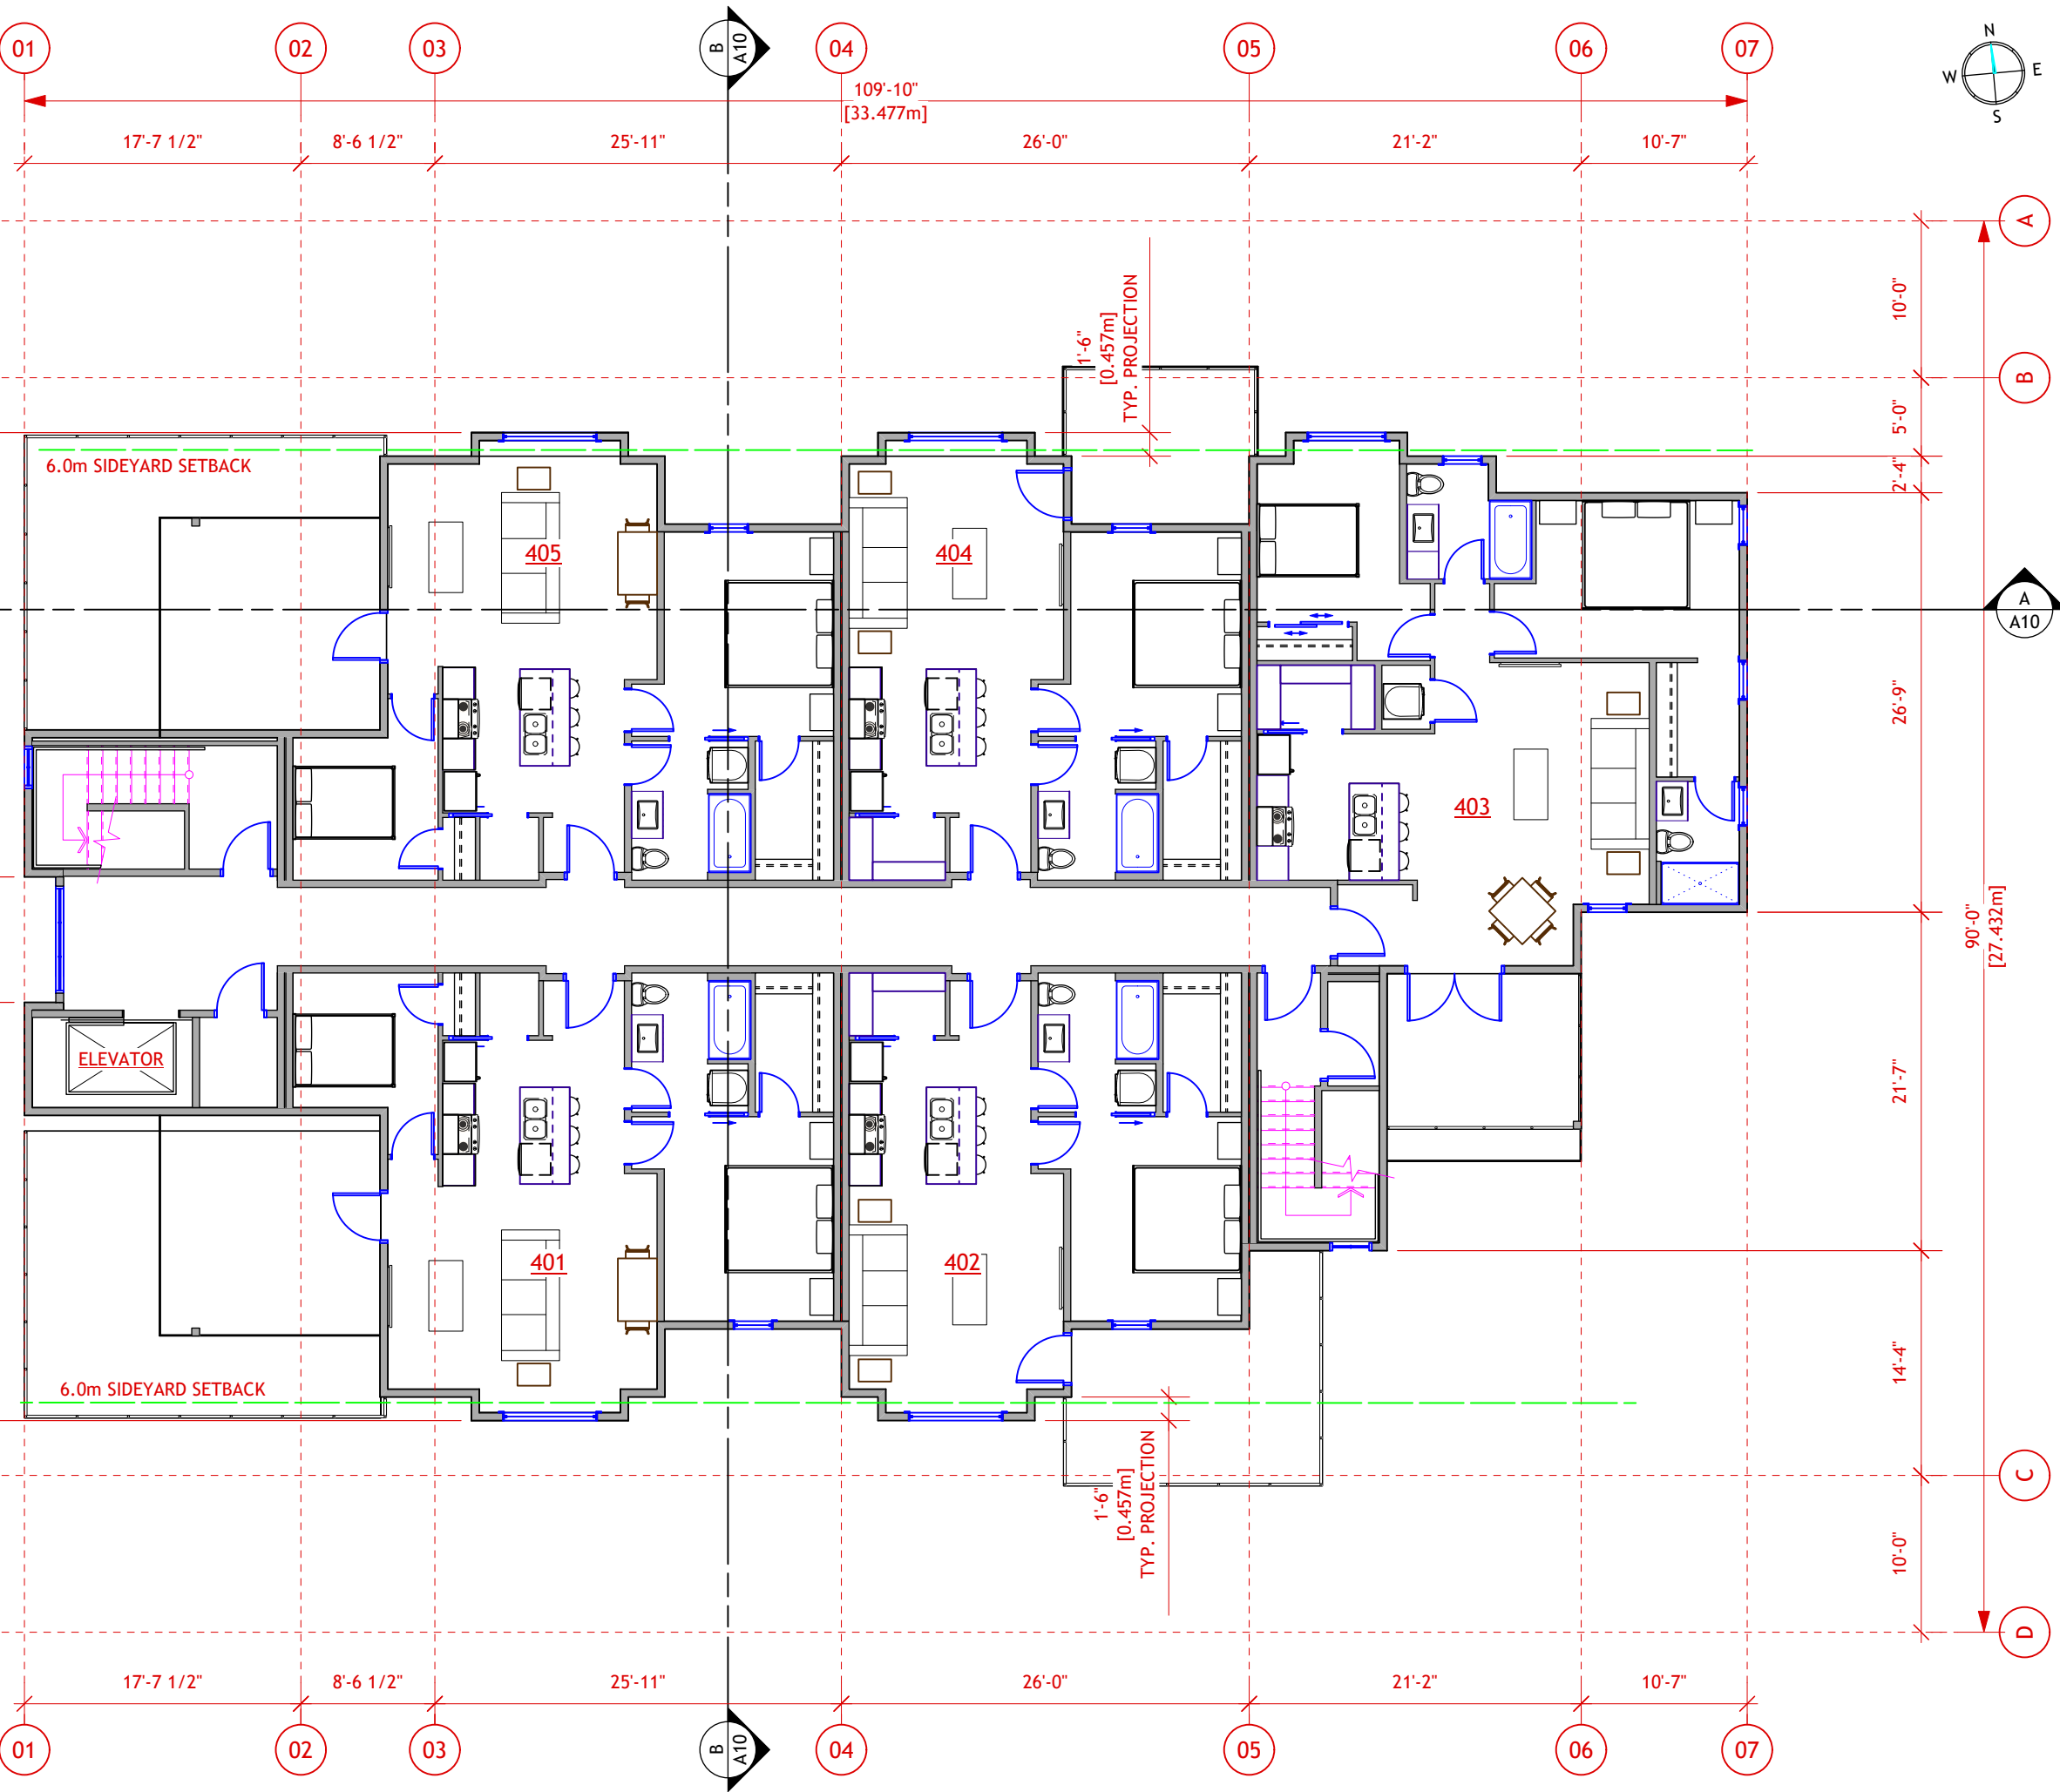 01
02
03
B
A10
04
05
06
07
N
W
E
S
109'-10"
[33.477m]
17'-7 1/2"
8'-6 1/2"
25'-11"
26'-0"
21'-2"
10'-7"
A
B
10'-0"
5'-0"
2'-4"
26'-9"
21'-7"
14'-4"
10'-0"
90'-0"
[27.432m]
1'-6"
[0.457m]
TYP. PROJECTION
6.0m SIDEYARD SETBACK
405
404
403
A
A10
ELEVATOR
401
402
6.0m SIDEYARD SETBACK
1'-6"
[0.457m]
TYP. PROJECTION
C
D
17'-7 1/2"
8'-6 1/2"
25'-11"
26'-0"
21'-2"
10'-7"
01
02
03
B
A10
04
05
06
07